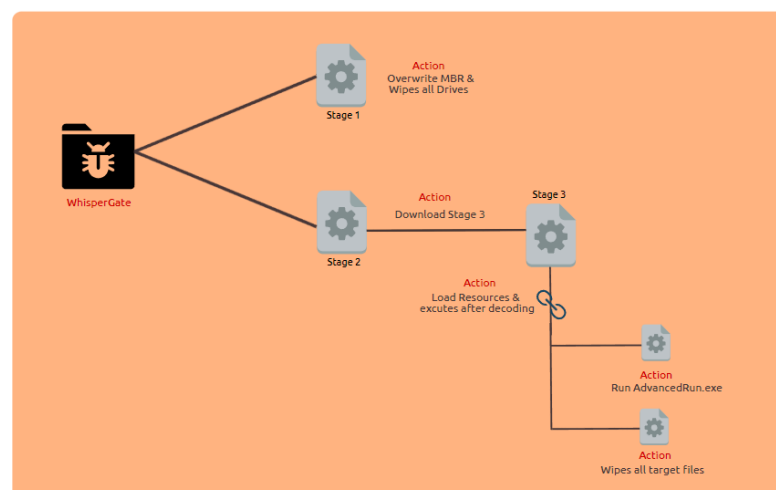 Action
Overwrite MBR &
Wipes all Drives
Stage 1
WhisperGate
Action
Download Stage 3
Stage 2
Stage 3
Action
Load Resources &
excutes after decoding
Action
Run AdvancedRun.exe
Action
Wipes all target files